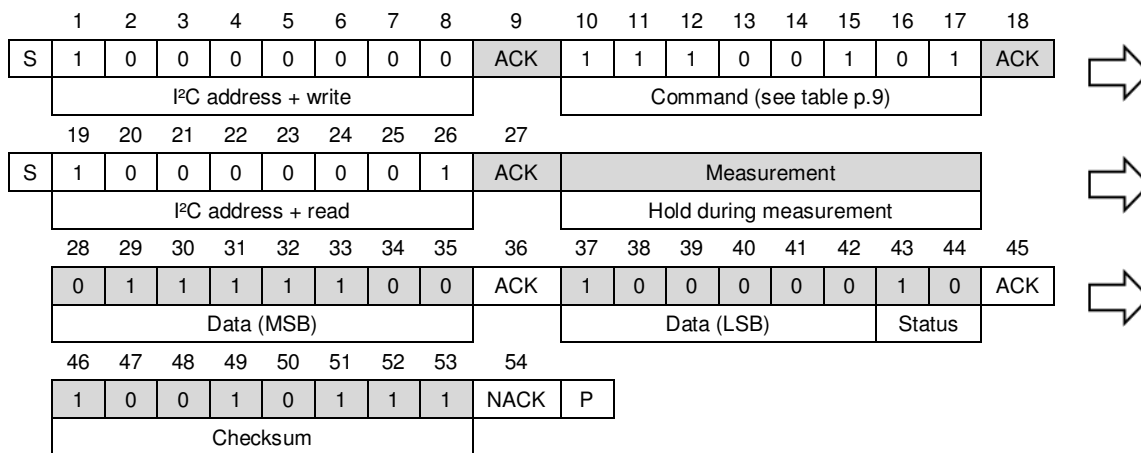 1 2 3 4 5 6 7 8 9 10 11 12 13 14 15 16 17 18
S 1 0 0 0 0 0 0 0 ACK 1 1 1 0 0 1 0 1 ACK
I²C address + write Command (see table p.9)
19 20 21 22 23 24 25 26 27
S 1 0 0 0 0 0 0 1 ACK Measurement
I²C address + read Hold during measurement
28 29 30 31 32 33 34 35 36 37 38 39 40 41 42 43 44 45
0 1 1 1 1 1 0 0 ACK 1 0 0 0 0 0 1 0 ACK
Data (MSB) Data (LSB) Status
46 47 48 49 50 51 52 53 54
1 0 0 1 0 1 1 1 NACK P
Checksum